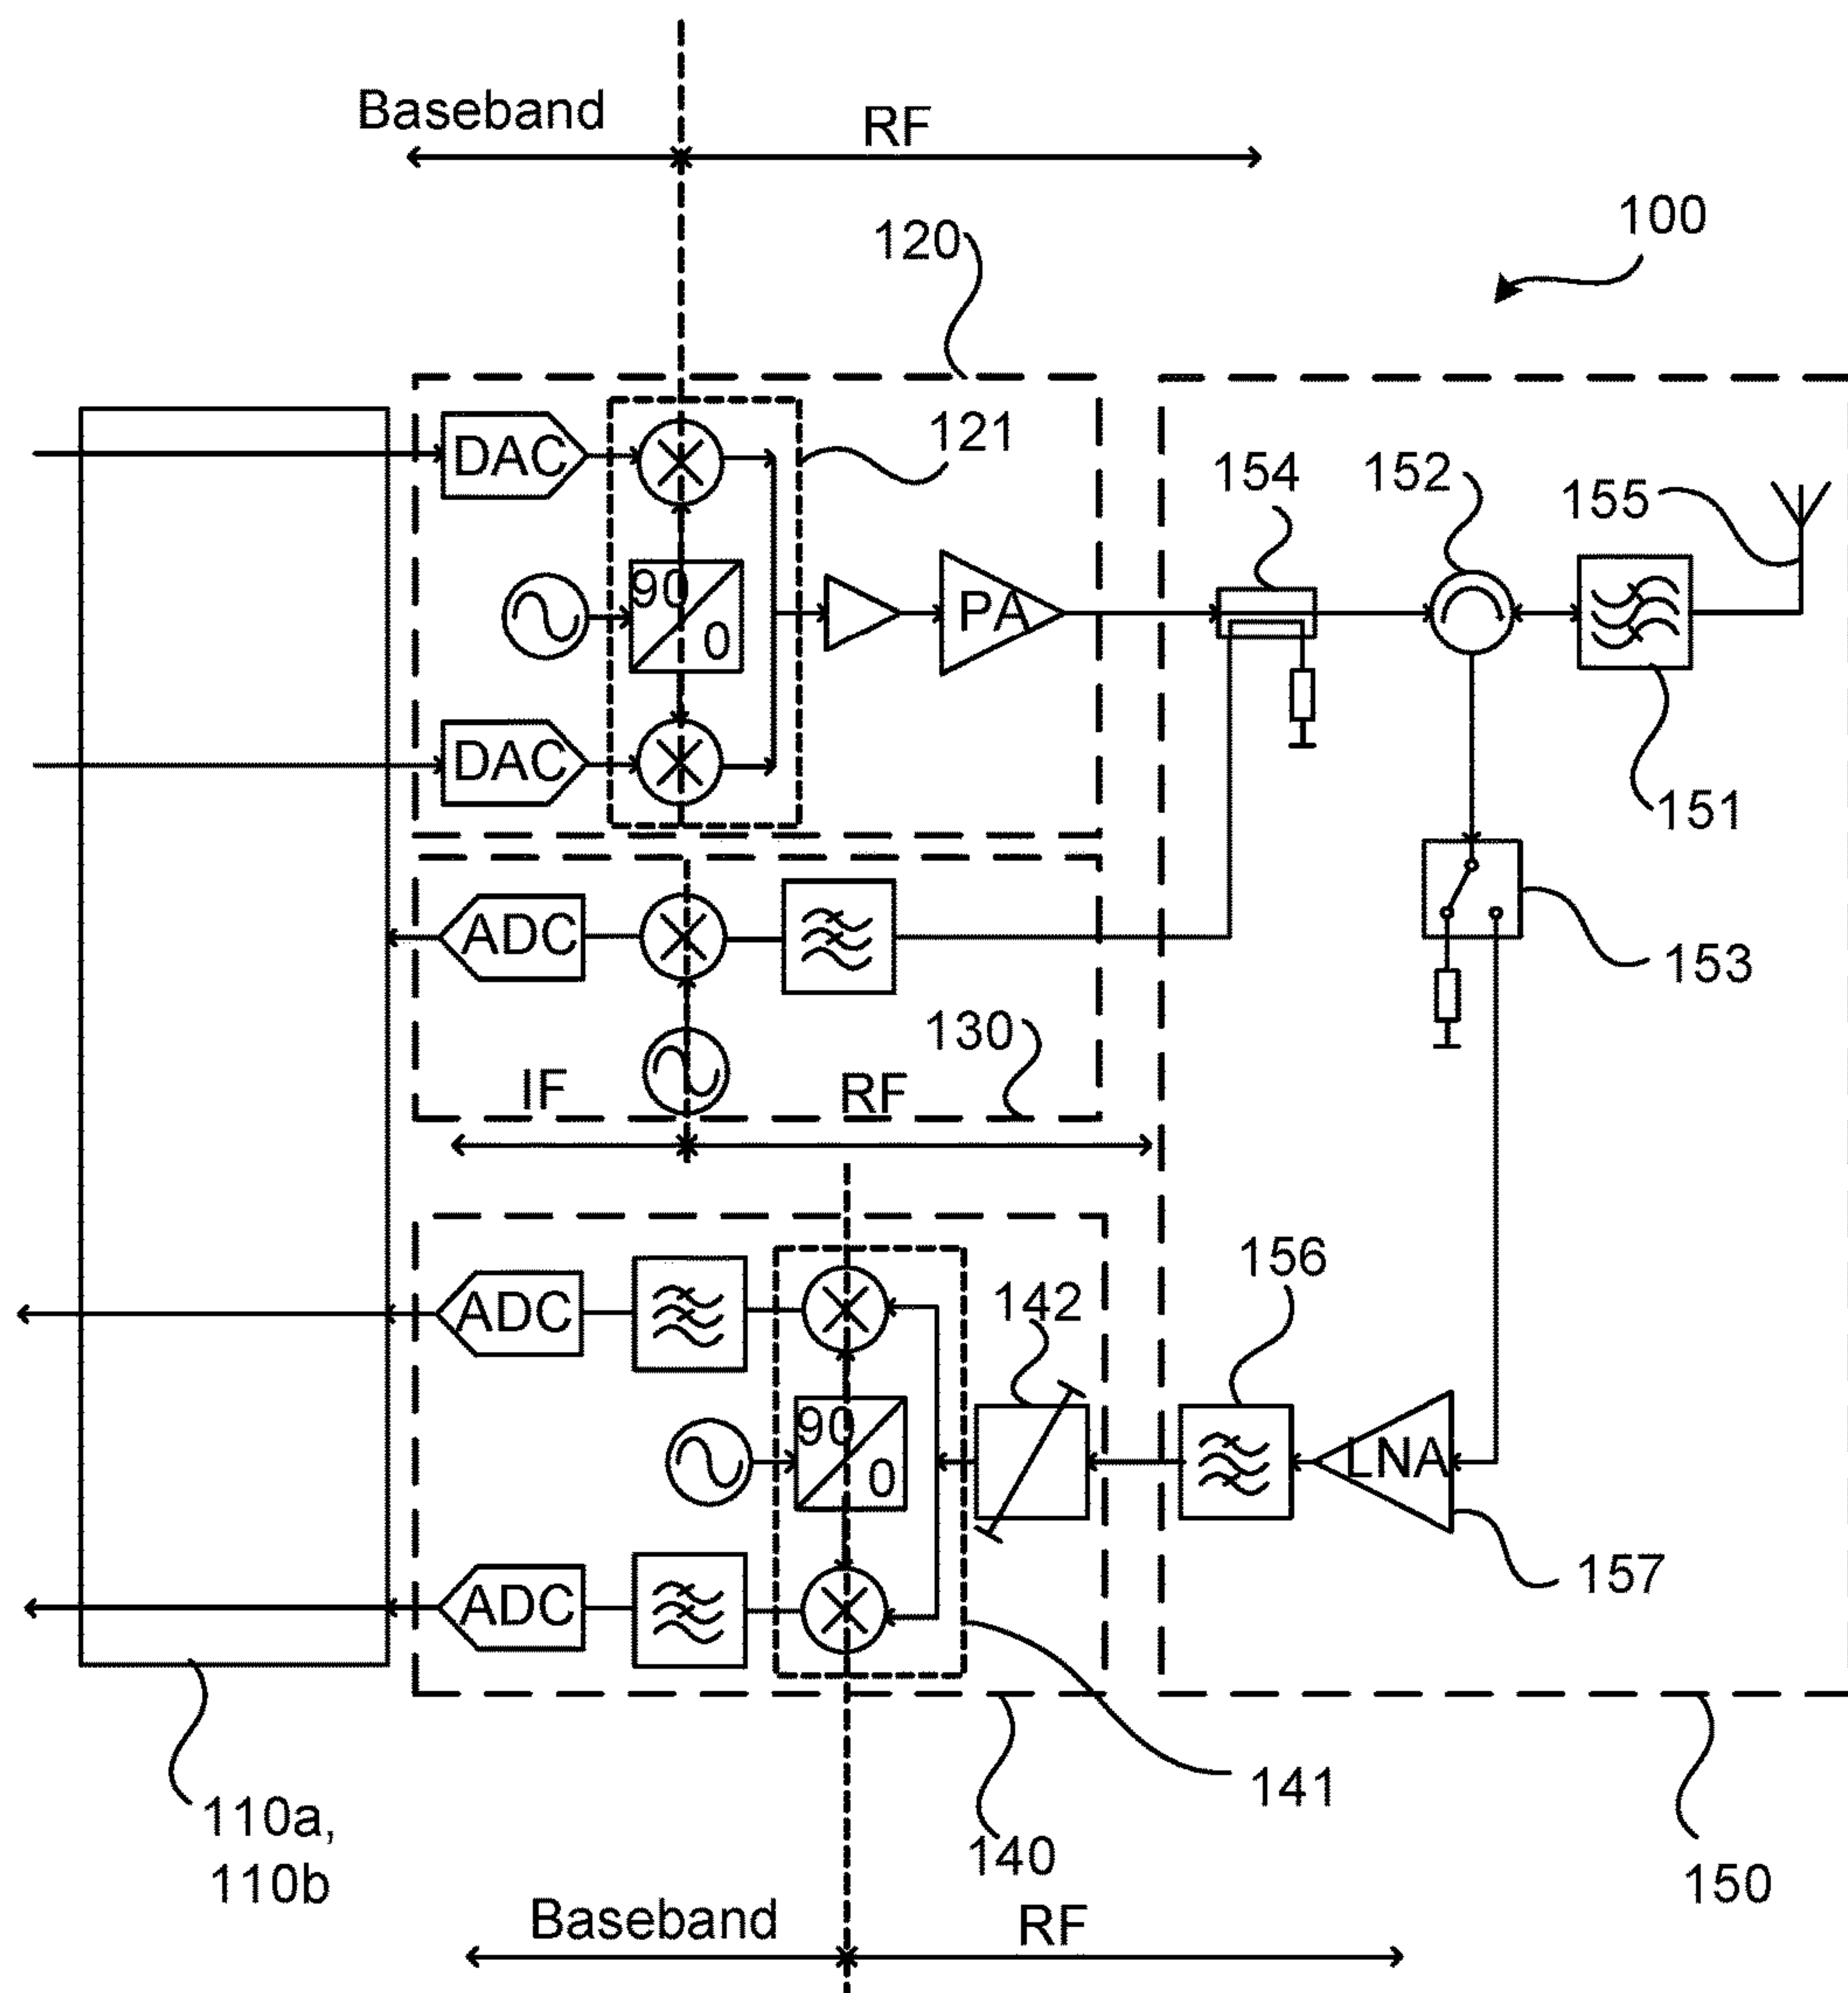 Baseband
RF
100
120
121
DAC
154
152
155
90
0
PA
DAC
151
ADC
153
130
IF
RF
156
142
ADC
90
0
LNA
157
ADC
141
110a,
110b
140
150
Baseband
RF